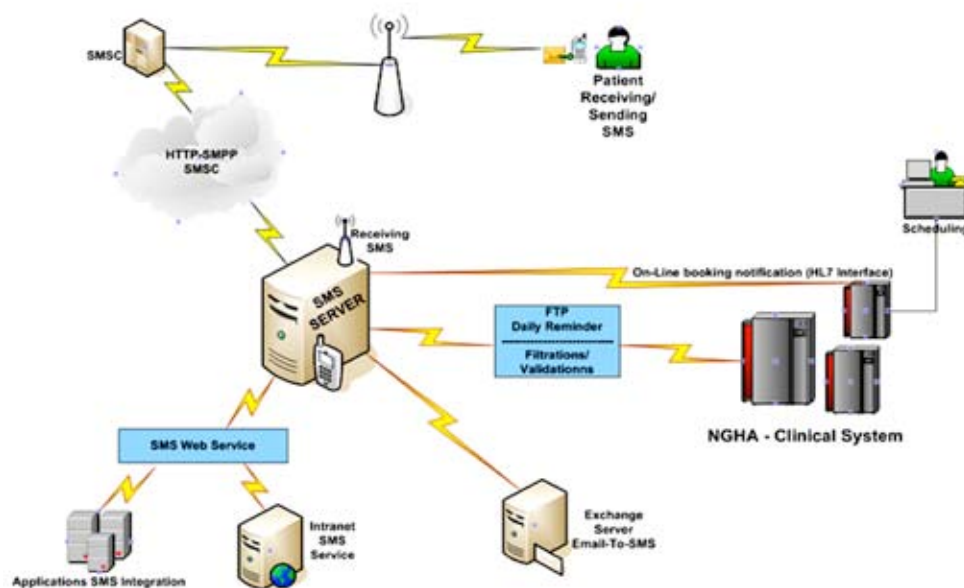 SMSC
Patient
Receiving/
Sending
SMS
HTTP-SMPP
SMSC
Scheduling
Receiving
SMS
On-Line booking notification (HL7 Interface)
SMS
SERVER
FTP
Daily Reminder
Filtrations/
Validationns
NGHA - Clinical System
SMS Web Service
Intranet
SMS
Service
Exchange
Server
Email-To-SMS
Applications SMS Integration